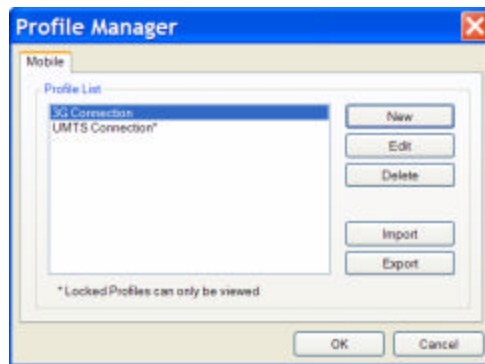 Profile Manager
Mobile
Profile List
3G Connection
UMTS Connection*
New
Edit
Delete
Import
Export
* Locked Profiles can only be viewed
OK
Cancel